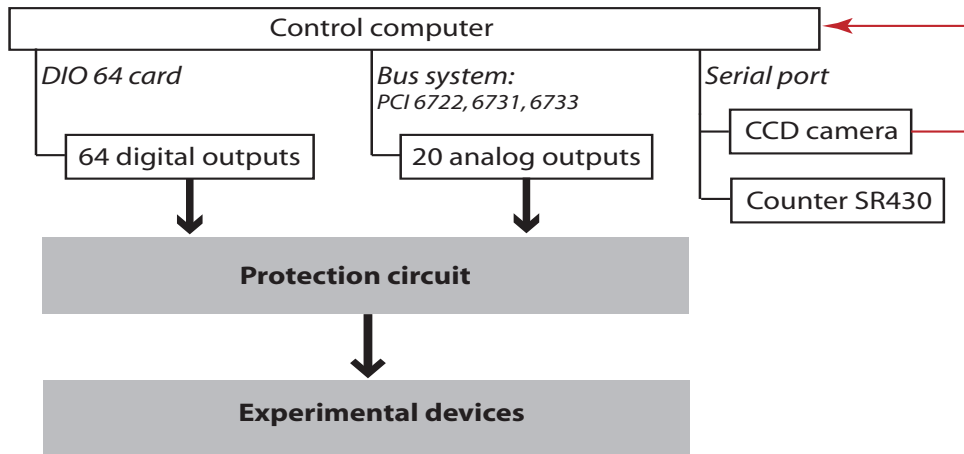 Control computer
DIO 64 card
Bus system:
PCI 6722, 6731, 6733
Serial port
64 digital outputs
20 analog outputs
CCD camera
Counter SR430
Protection circuit
Experimental devices